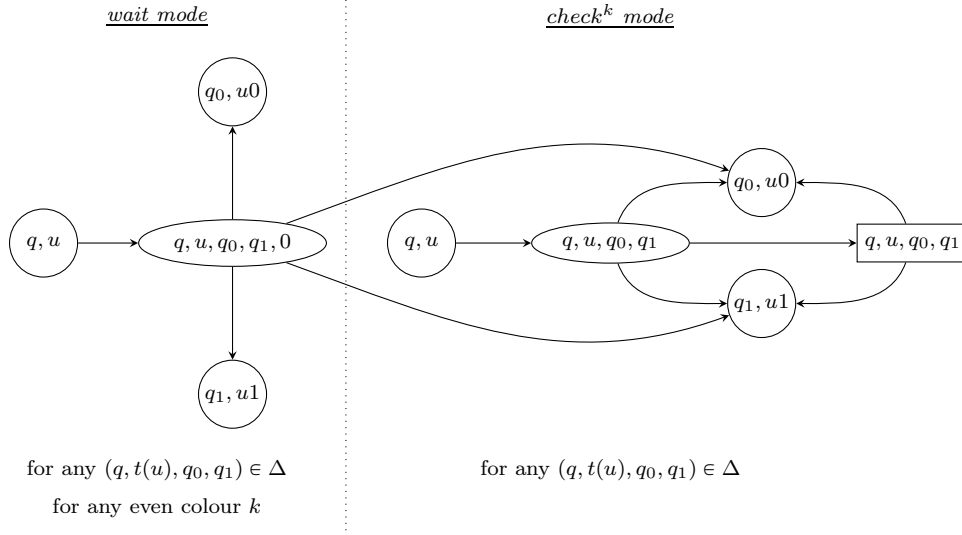 wait mode
check^k mode
q_0, u0
q_0, u0
q, u
q, u, q_0, q_1, 0
q, u
q, u, q_0, q_1
q, u, q_0, q_1
q_1, u1
q_1, u1
for any (q, t(u), q_0, q_1) ∈ Δ
for any (q, t(u), q_0, q_1) ∈ Δ
for any even colour k